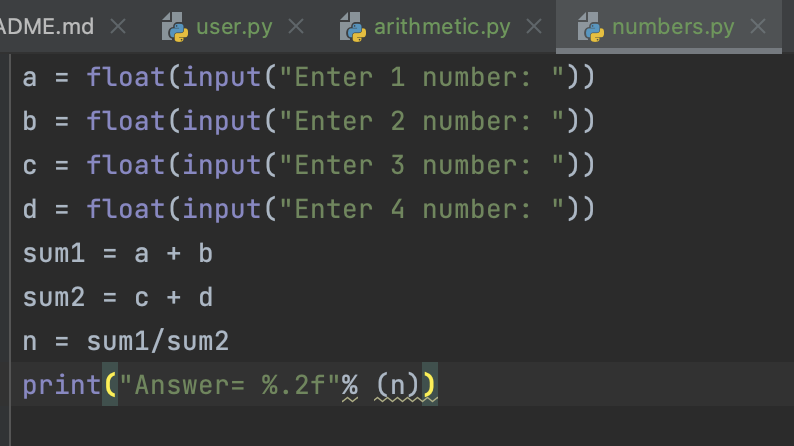 ADME.md user.py arithmetic.py numbers.py
a = float(input("Enter 1 number: "))
b = float(input("Enter 2 number: "))
c = float(input("Enter 3 number: "))
d = float(input("Enter 4 number: "))
sum1 = a + b
sum2 = c + d
n = sum1/sum2
print("Answer= %.2f"% (n))